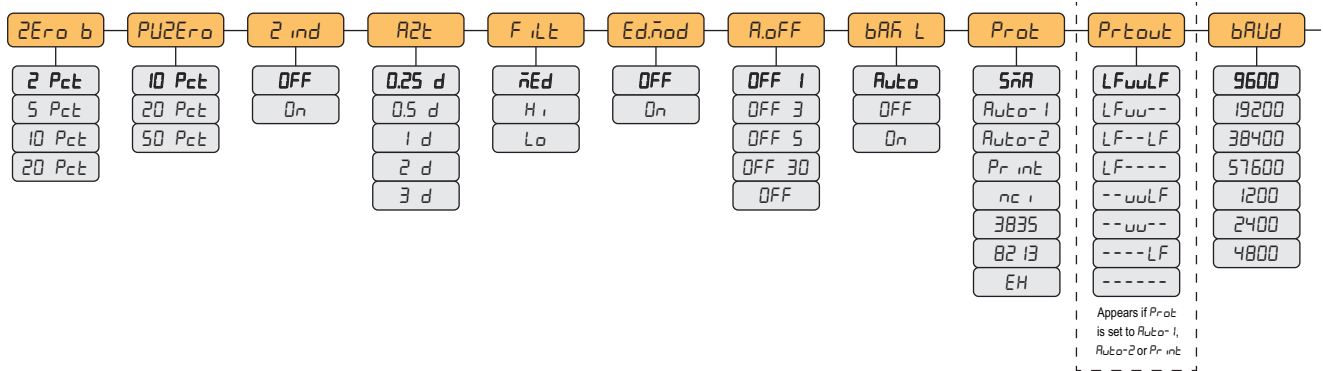 ZEro b
PUZEro
Z ind
AZt
FiLt
Ed.mod
A.oFF
bAk L
Prot
Prtout
bAUd
2 Pct
5 Pct
10 Pct
20 Pct
10 Pct
20 Pct
50 Pct
OFF
On
0.25 d
0.5 d
1 d
2 d
3 d
mEd
Hi
Lo
OFF
On
OFF 1
OFF 3
OFF 5
OFF 30
OFF
Auto
OFF
On
SmA
Auto-1
Auto-2
Print
nci
3835
8213
EH
LFuuLF
LFuu--
LF--LF
LF----
--uuLF
--uu--
----LF
------
Appears if Prot
is set to Auto-1,
Auto-2 or Print
9600
19200
38400
57600
1200
2400
4800